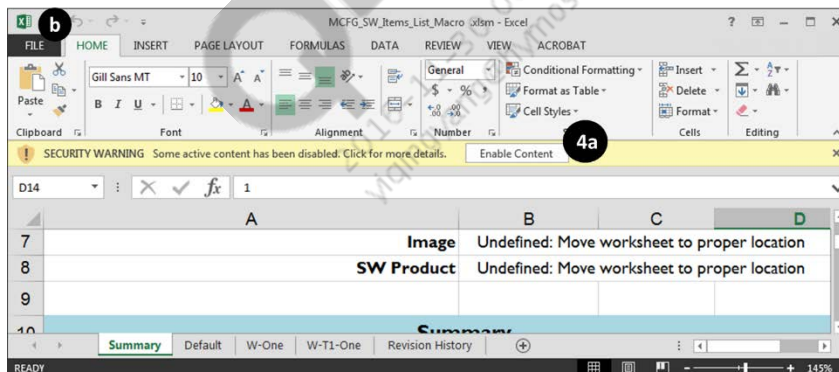 b MCFG_SW_Items_List_Macro .xlsm - Excel ?
FILE HOME INSERT PAGE LAYOUT FORMULAS DATA REVIEW VIEW ACROBAT
Paste Gill Sans MT 10 A A General Conditional Formatting Insert Σ
B I U A $ % Format as Table Delete
Cell Styles Format
Clipboard Font Alignment Number Cells Editing
SECURITY WARNING Some active content has been disabled. Click for more details. Enable Content 4a
D14 fx 1
A B C D
7 Image Undefined: Move worksheet to proper location
8 SW Product Undefined: Move worksheet to proper location
9
10 Summary
Summary Default W-One W-T1-One Revision History
READY 145%